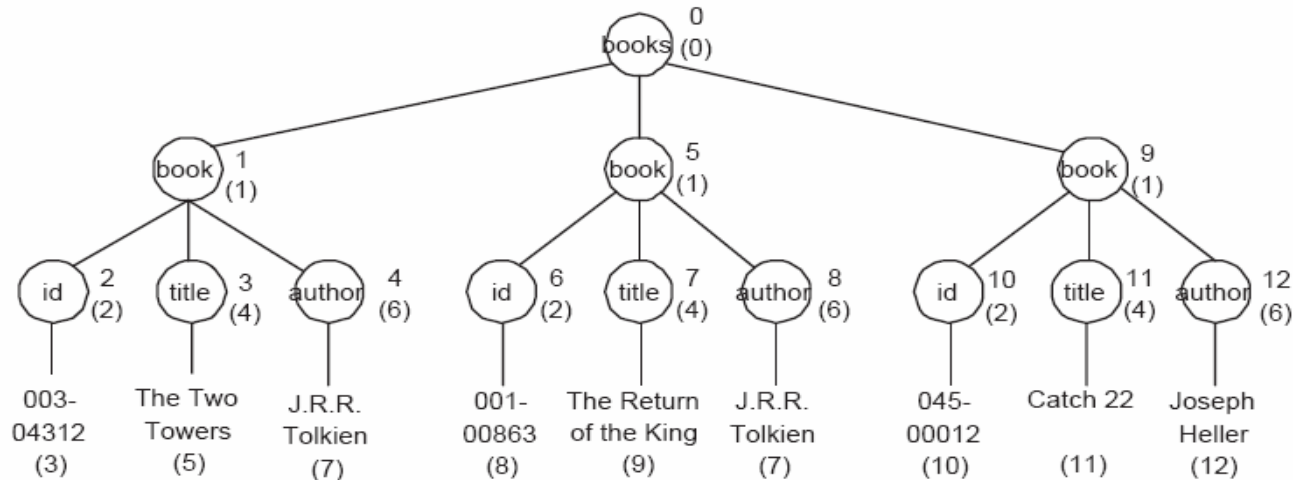 0
books (0)
book 1 (1)
book 5 (1)
book 9 (1)
id 2 (2)
title 3 (4)
author 4 (6)
id 6 (2)
title 7 (4)
author 8 (6)
id 10 (2)
title 11 (4)
author 12 (6)
003-
04312
(3)
The Two
Towers
(5)
J.R.R.
Tolkien
(7)
001-
00863
(8)
The Return
of the King
(9)
J.R.R.
Tolkien
(7)
045-
00012
(10)
Catch 22
(11)
Joseph
Heller
(12)